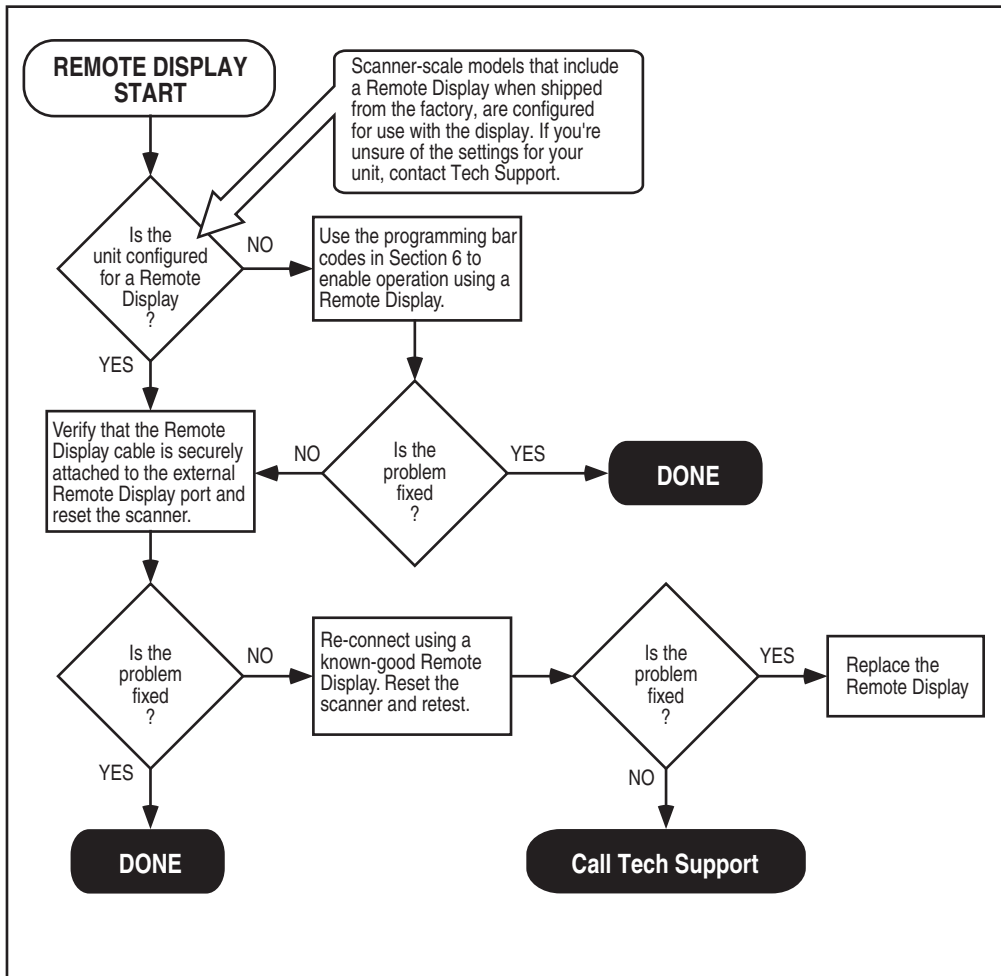 REMOTE DISPLAY
START
Scanner-scale models that include
a Remote Display when shipped
from the factory, are configured
for use with the display. If you're
unsure of the settings for your
unit, contact Tech Support.
Is the
unit configured
for a Remote
Display
?
NO
Use the programming bar
codes in Section 6 to
enable operation using a
Remote Display.
YES
Verify that the Remote
Display cable is securely
attached to the external
Remote Display port and
reset the scanner.
NO
Is the
problem
fixed
?
YES
DONE
Is the
problem
fixed
?
NO
Re-connect using a
known-good Remote
Display. Reset the
scanner and retest.
Is the
problem
fixed
?
YES
Replace the
Remote Display
YES
NO
DONE
Call Tech Support